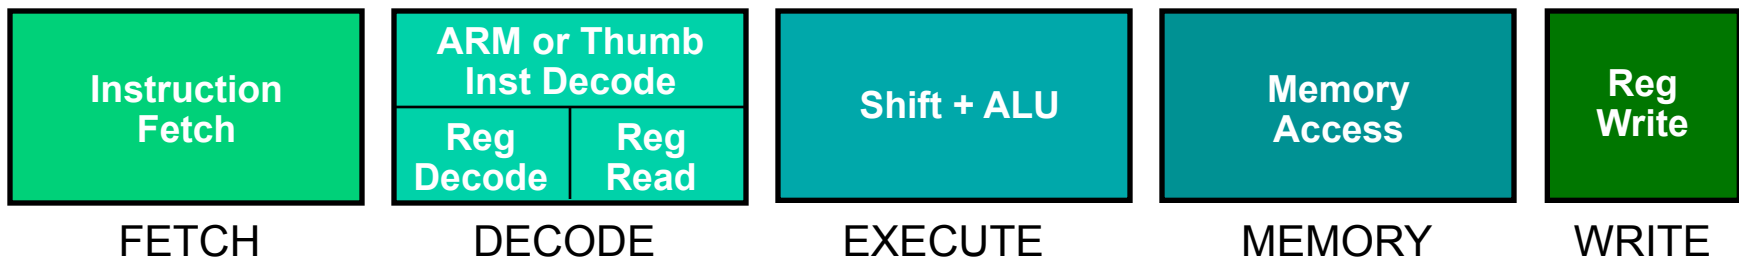 Instruction
Fetch
ARM or Thumb
Inst Decode
Reg
Decode
Reg
Read
Shift + ALU
Memory
Access
Reg
Write
FETCH
DECODE
EXECUTE
MEMORY
WRITE